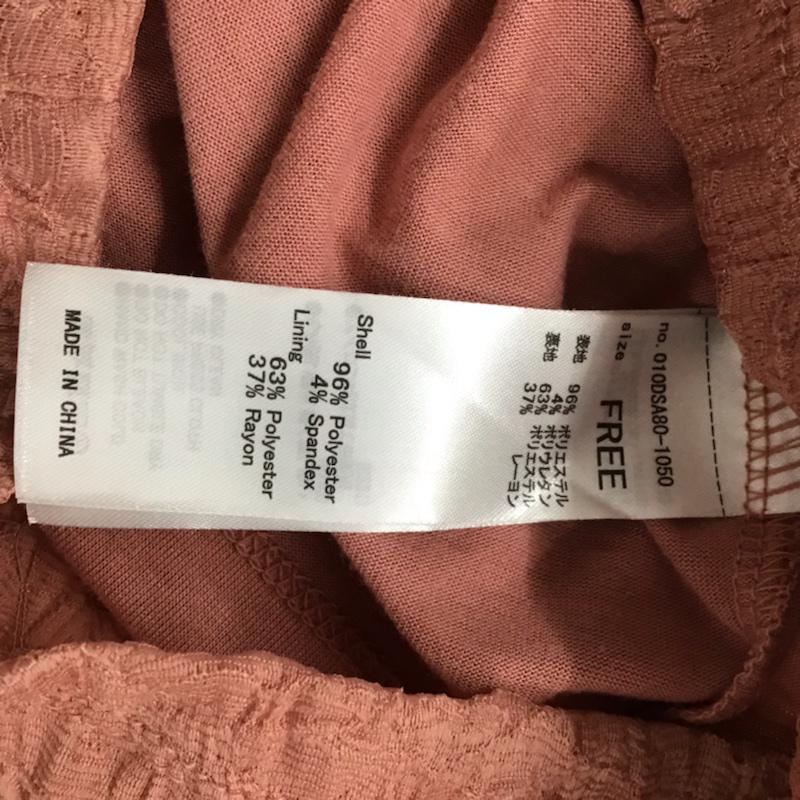 no. 010DSA80-1050
size
FREE
表地 96% ポリエステル
4% ポリウレタン
裏地 63% ポリエステル
37% レーヨン
Shell
96% Polyester
4% Spandex
Lining
63% Polyester
37% Rayon
MADE IN CHINA